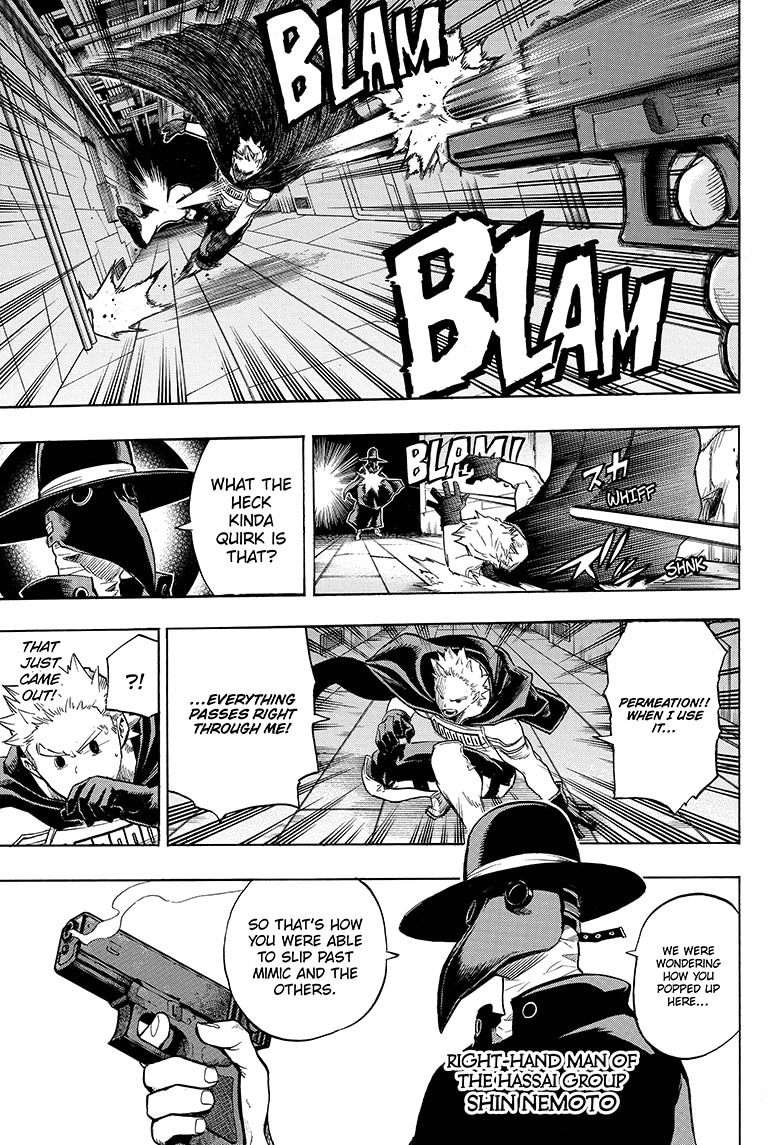 BLAM
BLAM
BLAM!
スカ
WHIFF
SHNK
WHAT THE
HECK
KINDA
QUIRK IS
THAT?
PERMEATION!!
WHEN I USE
IT...
...EVERYTHING
PASSES RIGHT
THROUGH ME!
?!
THAT
JUST
CAME
OUT!
WE WERE
WONDERING
HOW YOU
POPPED UP
HERE...
SO THAT'S HOW
YOU WERE ABLE
TO SLIP PAST
MIMIC AND THE
OTHERS.
RIGHT-HAND MAN OF
THE HASSAI GROUP
SHIN NEMOTO